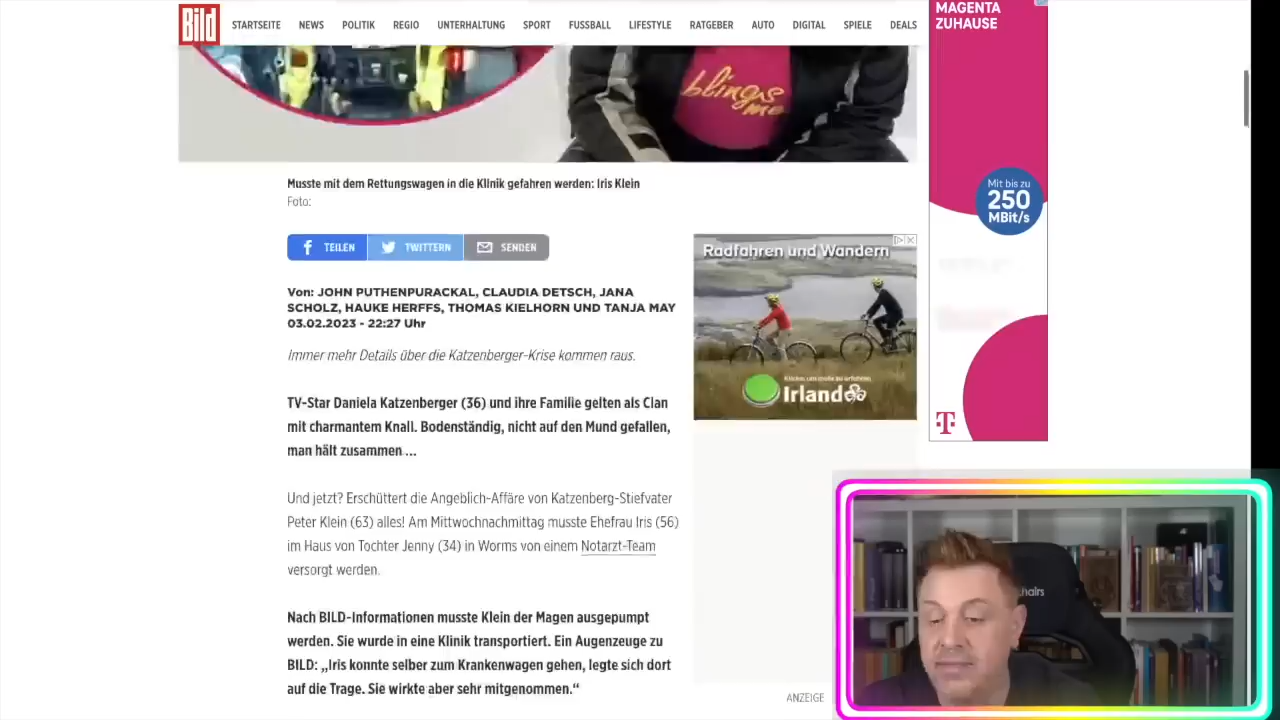 Bild
STARTSEITE NEWS POLITIK REGIO UNTERHALTUNG SPORT FUSSBALL LIFESTYLE RATGEBER AUTO DIGITAL SPIELE DEALS
MAGENTA
ZUHAUSE
blings
me
Musste mit dem Rettungswagen in die Klinik gefahren werden: Iris Klein
Foto:
Mit bis zu
250
MBit/s
TEILEN TWITTERN SENDEN
Radfahren und Wandern
Von: JOHN PUTHENPURACKAL, CLAUDIA DETSCH, JANA
SCHOLZ, HAUKE HERFFS, THOMAS KIELHORN UND TANJA MAY
03.02.2023 - 22:27 Uhr
Immer mehr Details über die Katzenberger-Krise kommen raus.
Irland
T
TV-Star Daniela Katzenberger (36) und ihre Familie gelten als Clan
mit charmantem Knall. Bodenständig, nicht auf den Mund gefallen,
man hält zusammen ...
Und jetzt? Erschüttert die Angeblich-Affäre von Katzenberg-Stiefvater
Peter Klein (63) alles! Am Mittwochnachmittag musste Ehefrau Iris (56)
im Haus von Tochter Jenny (34) in Worms von einem Notarzt-Team
versorgt werden.
Nach BILD-Informationen musste Klein der Magen ausgepumpt
werden. Sie wurde in eine Klinik transportiert. Ein Augenzeuge zu
BILD: „Iris konnte selber zum Krankenwagen gehen, legte sich dort
auf die Trage. Sie wirkte aber sehr mitgenommen.“
ANZEIGE